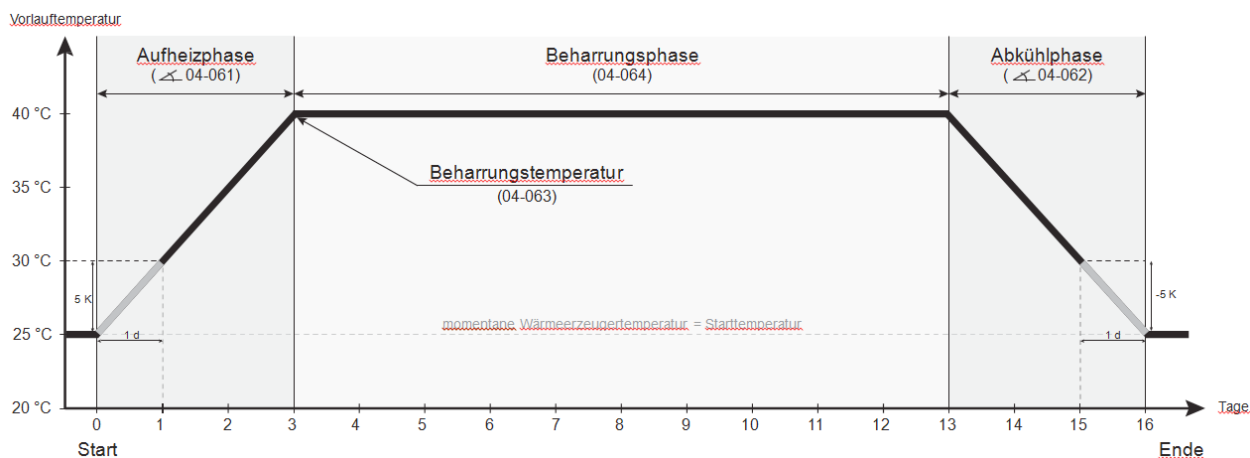 Vorlauftemperatur
Aufheizphase
(∡ 04-061)
Beharrungsphase
(04-064)
Abkühlphase
(∡ 04-062)
40 °C
Beharrungstemperatur
(04-063)
35 °C
30 °C
5 K
-5 K
momentane Wärmeerzeugertemperatur = Starttemperatur
25 °C
1 d
1 d
20 °C
0 1 2 3 4 5 6 7 8 9 10 11 12 13 14 15 16
Tage
Start
Ende